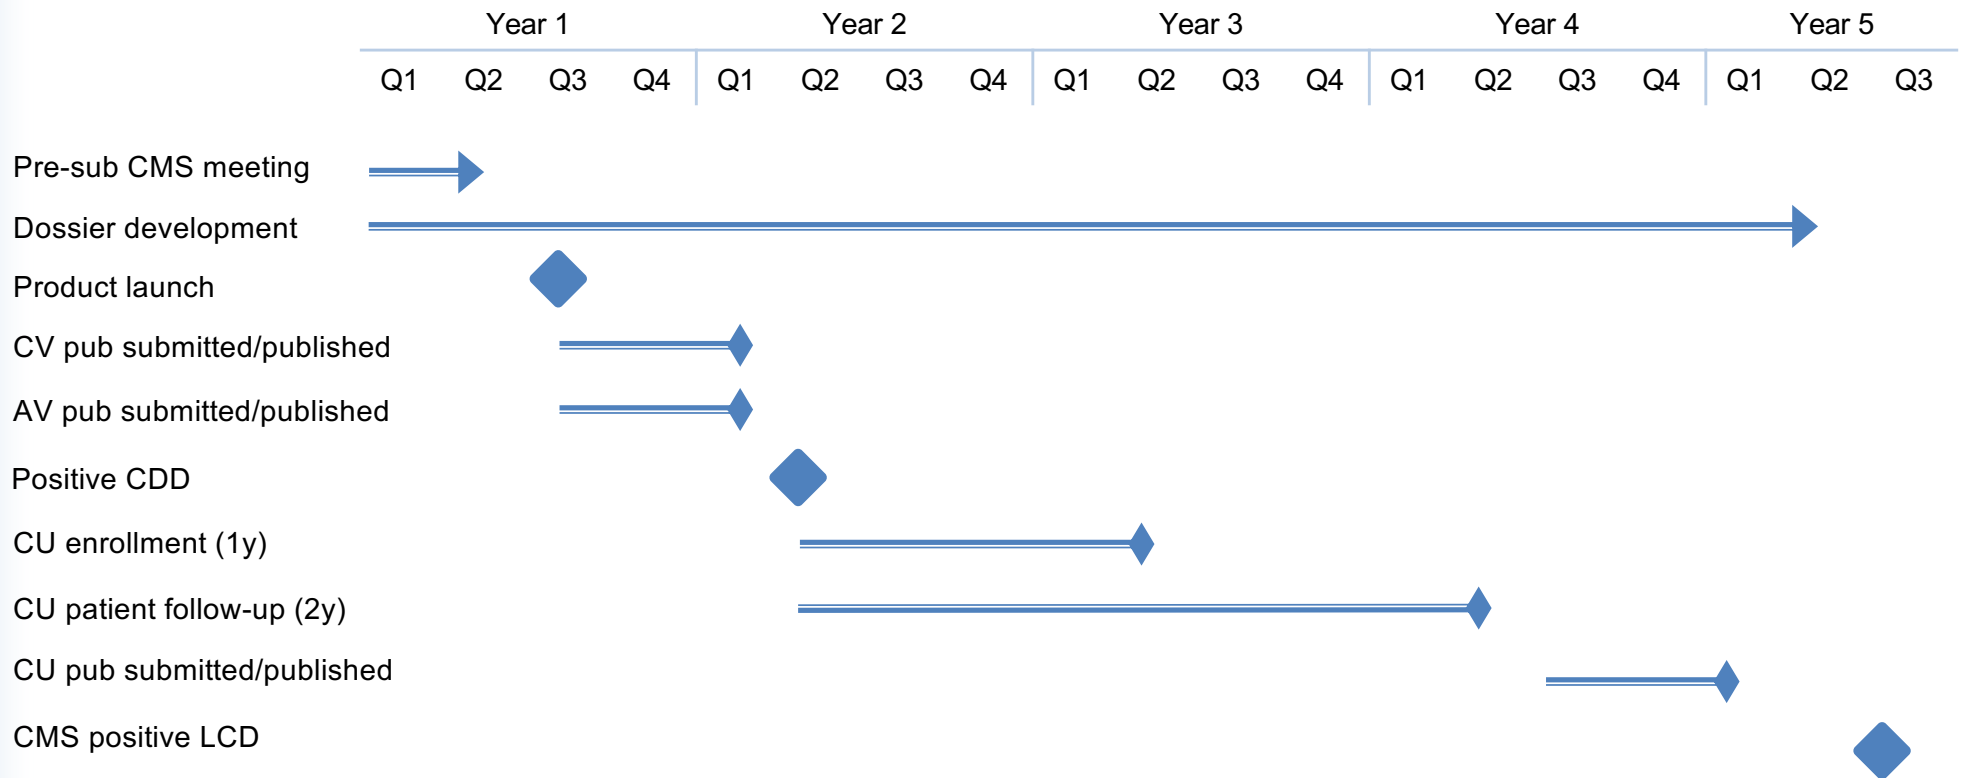 Year 1 Year 2 Year 3 Year 4 Year 5
Q1 Q2 Q3 Q4 Q1 Q2 Q3 Q4 Q1 Q2 Q3 Q4 Q1 Q2 Q3 Q4 Q1 Q2 Q3
Pre-sub CMS meeting
Dossier development
Product launch
CV pub submitted/published
AV pub submitted/published
Positive CDD
CU enrollment (1y)
CU patient follow-up (2y)
CU pub submitted/published
CMS positive LCD